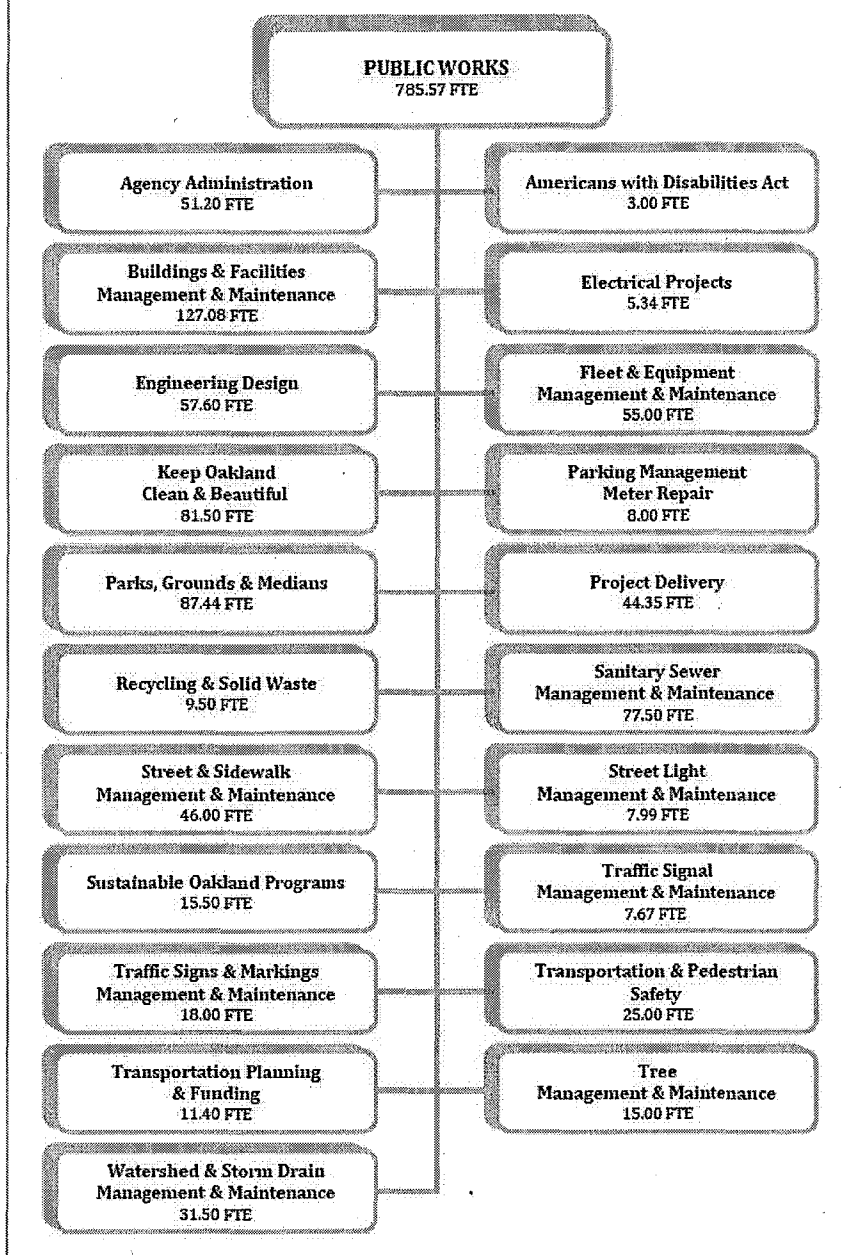 PUBLIC WORKS
785.57 FTE
Agency Administration
51.20 FTE
Americans with Disabilities Act
3.00 FTE
Buildings & Facilities
Management & Maintenance
127.08 FTE
Electrical Projects
5.34 FTE
Engineering Design
57.60 FTE
Fleet & Equipment
Management & Maintenance
55.00 FTE
Keep Oakland
Clean & Beautiful
81.50 FTE
Parking Management
Meter Repair
8.00 FTE
Parks, Grounds & Medians
87.44 FTE
Project Delivery
44.35 FTE
Recycling & Solid Waste
9.50 FTE
Sanitary Sewer
Management & Maintenance
77.50 FTE
Street & Sidewalk
Management & Maintenance
46.00 FTE
Street Light
Management & Maintenance
7.99 FTE
Sustainable Oakland Programs
15.50 FTE
Traffic Signal
Management & Maintenance
7.67 FTE
Traffic Signs & Markings
Management & Maintenance
18.00 FTE
Transportation & Pedestrian
Safety
25.00 FTE
Transportation Planning
& Funding
11.40 FTE
Tree
Management & Maintenance
15.00 FTE
Watershed & Storm Drain
Management & Maintenance
31.50 FTE